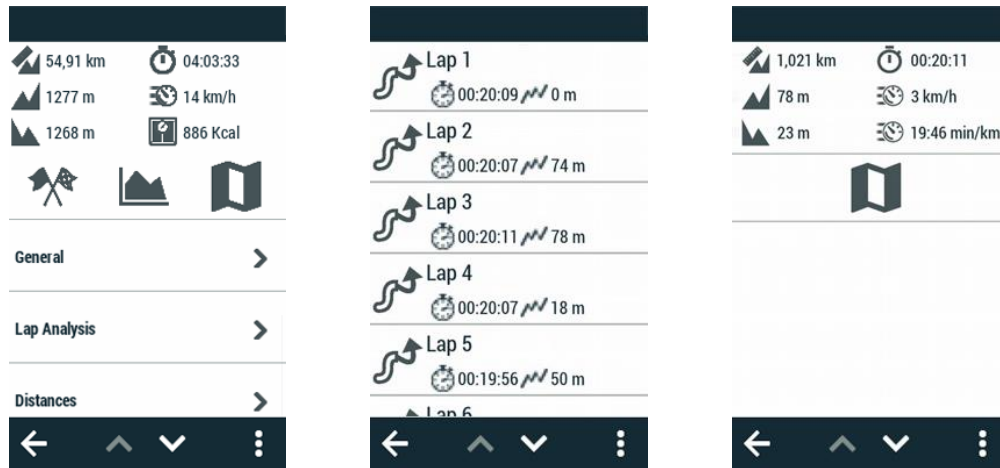 54,91 km 04:03:33
1277 m 14 km/h
1268 m 886 Kcal
General
Lap Analysis
Distances
Lap 1
00:20:09 0 m
Lap 2
00:20:07 74 m
Lap 3
00:20:11 78 m
Lap 4
00:20:07 18 m
Lap 5
00:19:56 50 m
Lap 6
1,021 km 00:20:11
78 m 3 km/h
23 m 19:46 min/km